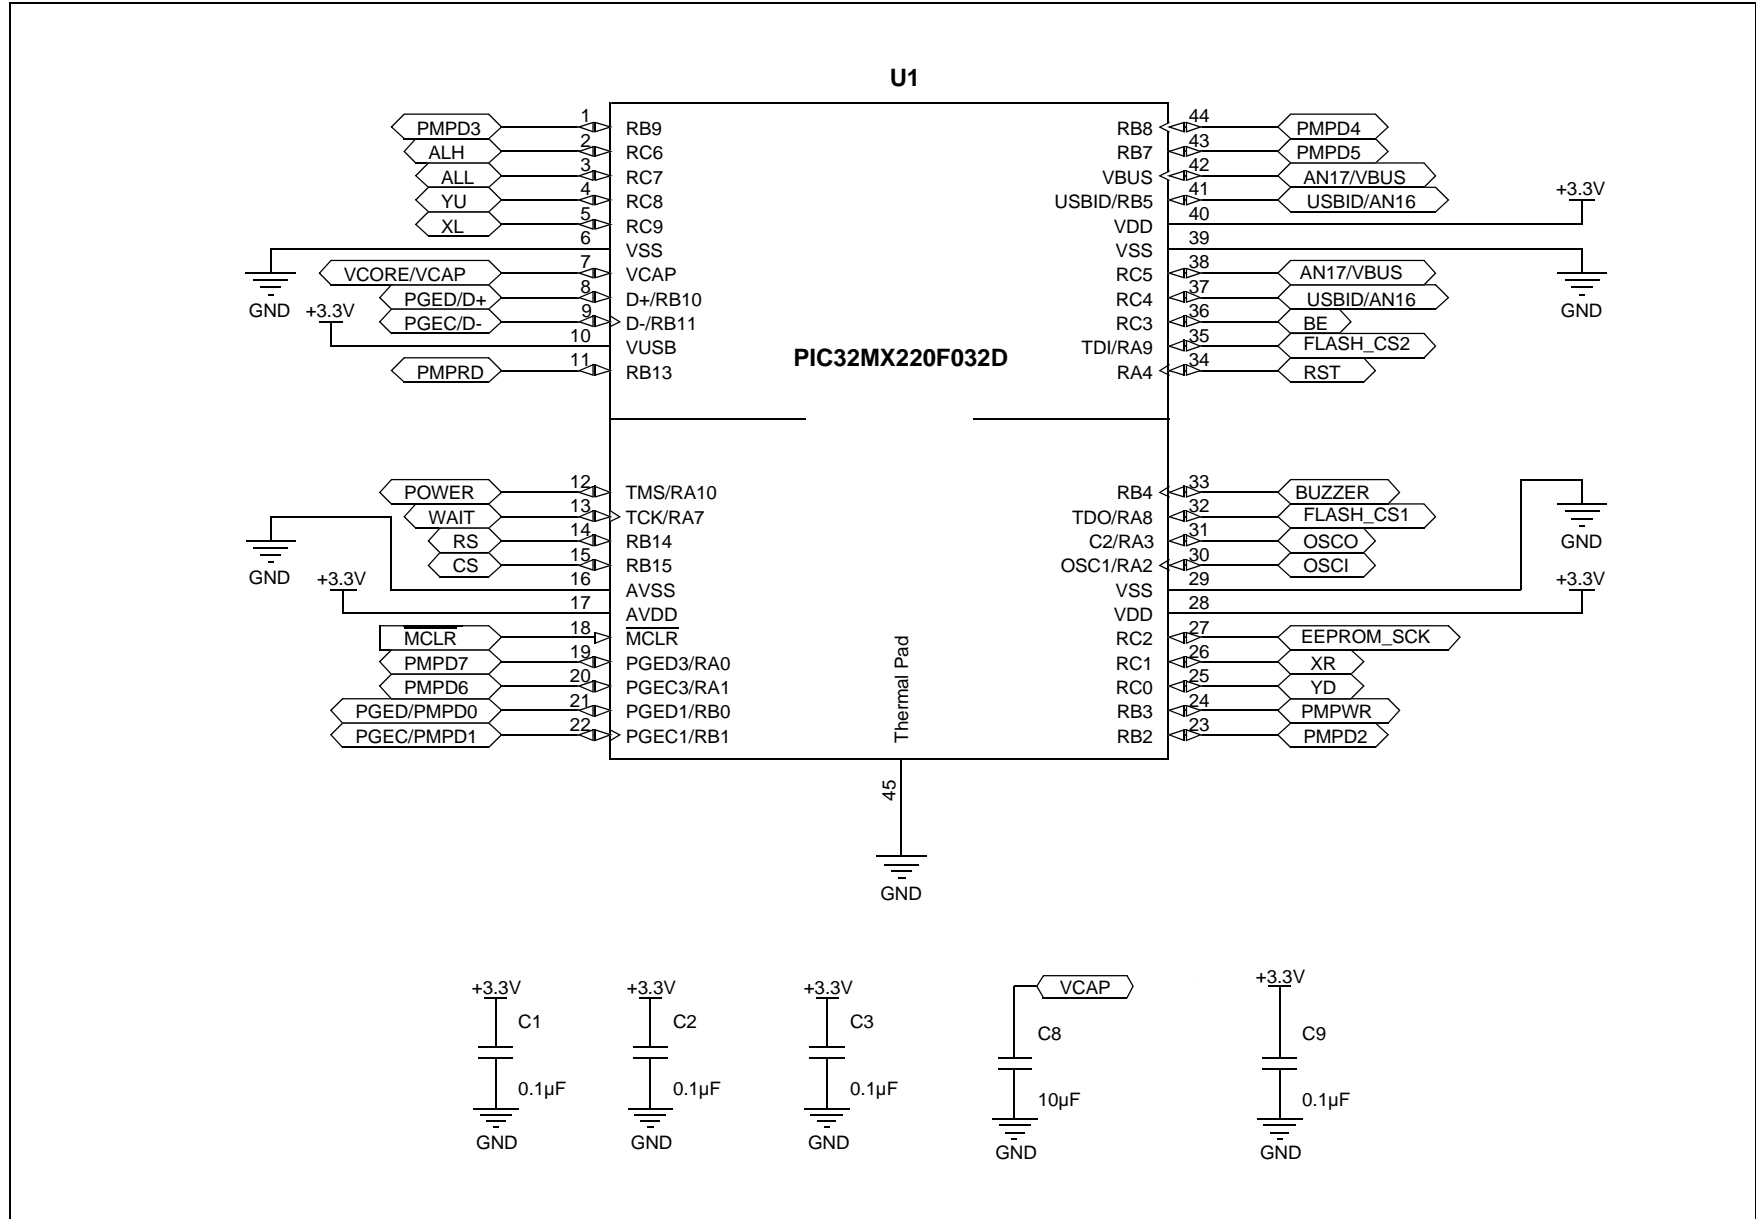 U1
PMPD3 1 RB9 RB8 44 PMPD4
ALH 2 RC6 RB7 43 PMPD5
ALL 3 RC7 VBUS 42 AN17/VBUS
YU 4 RC8 USBID/RB5 41 USBID/AN16 +3.3V
XL 5 RC9 VDD 40
6 VSS VSS 39
VCORE/VCAP 7 VCAP RC5 38 AN17/VBUS
GND PGED/D+ 8 D+/RB10 RC4 37 USBID/AN16 GND
+3.3V PGEC/D- 9 D-/RB11 RC3 36 BE
10 VUSB TDI/RA9 35 FLASH_CS2
PMPRD 11 RB13 PIC32MX220F032D RA4 34 RST
POWER 12 TMS/RA10 RB4 33 BUZZER
WAIT 13 TCK/RA7 TDO/RA8 32 FLASH_CS1
RS 14 RB14 C2/RA3 31 OSCO GND
CS 15 RB15 OSC1/RA2 30 OSCI
GND +3.3V 16 AVSS VSS 29 +3.3V
17 AVDD VDD 28
MCLR 18 MCLR RC2 27 EEPROM_SCK
PMPD7 19 PGED3/RA0 RC1 26 XR
PMPD6 20 PGEC3/RA1 RC0 25 YD
PGED/PMPD0 21 PGED1/RB0 RB3 24 PMPWR
PGEC/PMPD1 22 PGEC1/RB1 RB2 23 PMPD2
Thermal Pad
45
GND
+3.3V +3.3V +3.3V VCAP +3.3V
C1 C2 C3 C8 C9
0.1µF 0.1µF 0.1µF 10µF 0.1µF
GND GND GND GND GND